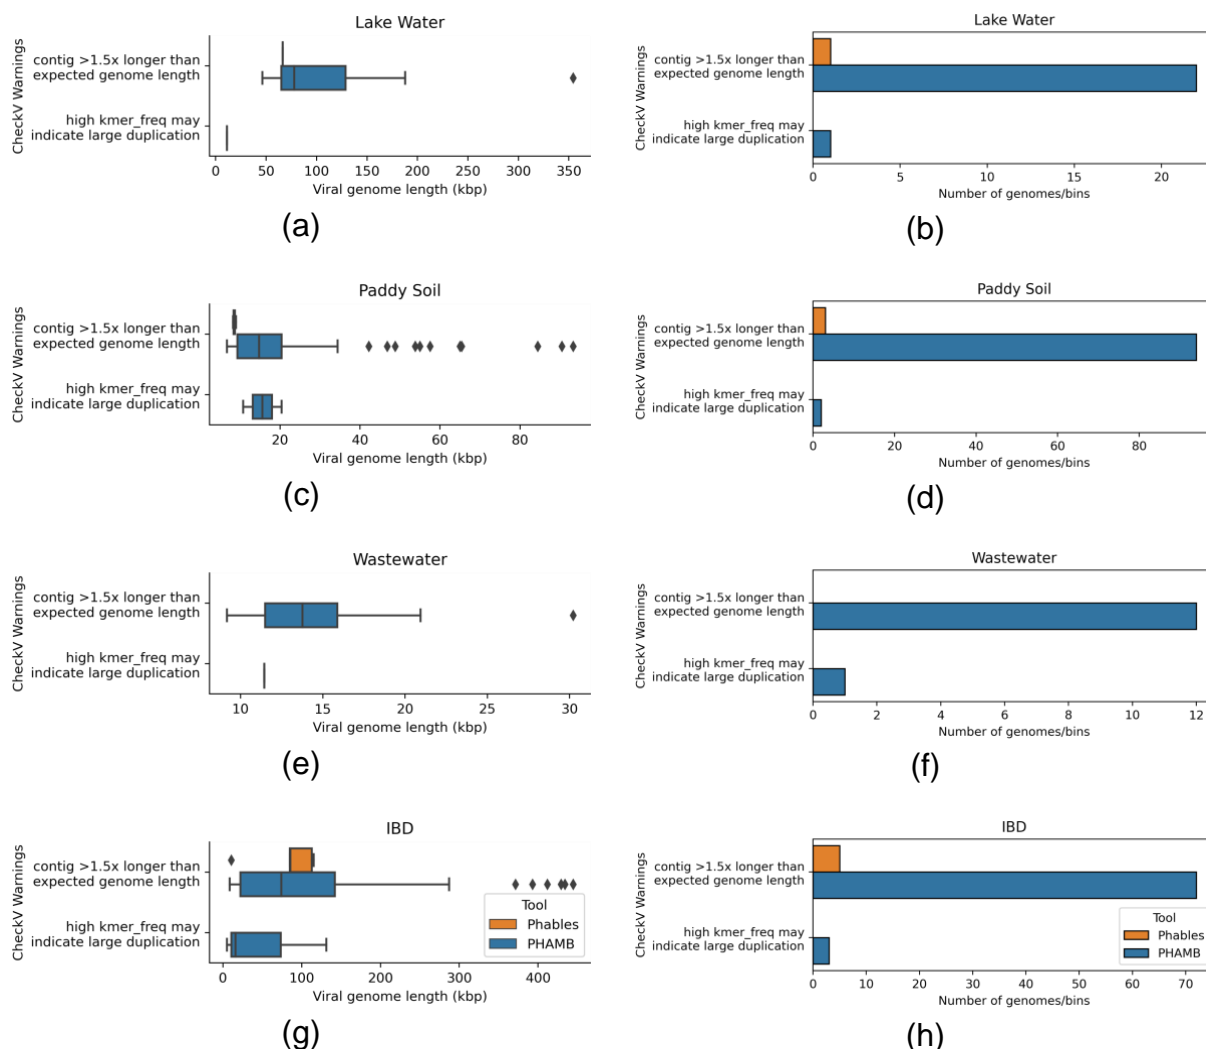 Lake Water
CheckV Warnings
contig >1.5x longer than
expected genome length
high kmer_freq may
indicate large duplication
0 50 100 150 200 250 300 350
Viral genome length (kbp)
(a)
Lake Water
CheckV Warnings
contig >1.5x longer than
expected genome length
high kmer_freq may
indicate large duplication
0 5 10 15 20
Number of genomes/bins
(b)
Paddy Soil
CheckV Warnings
contig >1.5x longer than
expected genome length
high kmer_freq may
indicate large duplication
20 40 60 80
Viral genome length (kbp)
(c)
Paddy Soil
CheckV Warnings
contig >1.5x longer than
expected genome length
high kmer_freq may
indicate large duplication
0 20 40 60 80
Number of genomes/bins
(d)
Wastewater
CheckV Warnings
contig >1.5x longer than
expected genome length
high kmer_freq may
indicate large duplication
10 15 20 25 30
Viral genome length (kbp)
(e)
Wastewater
CheckV Warnings
contig >1.5x longer than
expected genome length
high kmer_freq may
indicate large duplication
0 2 4 6 8 10 12
Number of genomes/bins
(f)
IBD
CheckV Warnings
contig >1.5x longer than
expected genome length
high kmer_freq may
indicate large duplication
Tool
Phables
PHAMB
0 100 200 300 400
Viral genome length (kbp)
(g)
IBD
CheckV Warnings
contig >1.5x longer than
expected genome length
high kmer_freq may
indicate large duplication
Tool
Phables
PHAMB
0 10 20 30 40 50 60 70
Number of genomes/bins
(h)